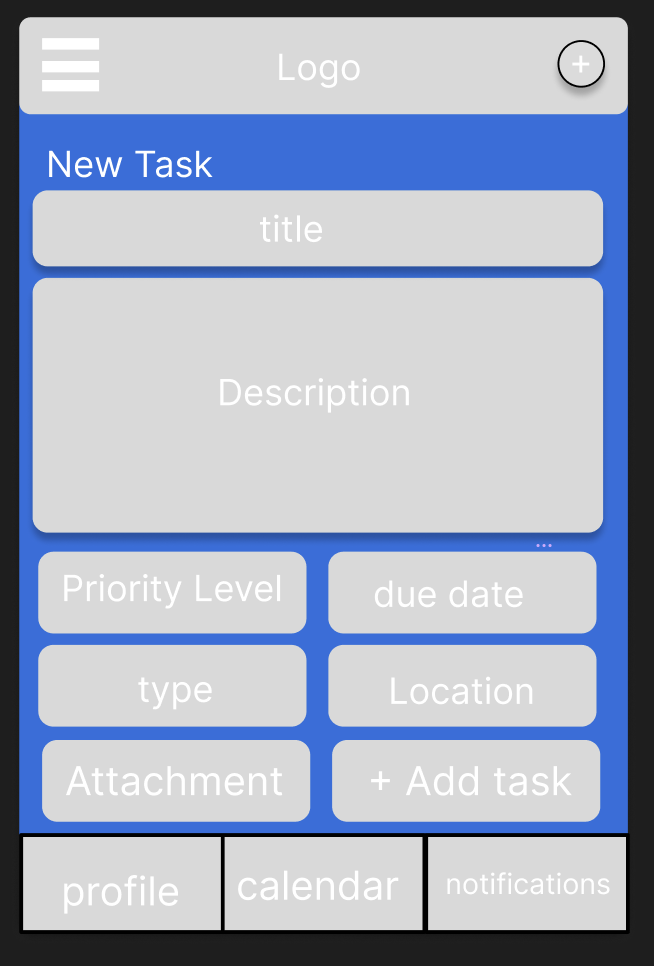 Logo
+
New Task
title
Description
...
Priority Level
due date
type
Location
Attachment
+ Add task
profile
calendar
notifications